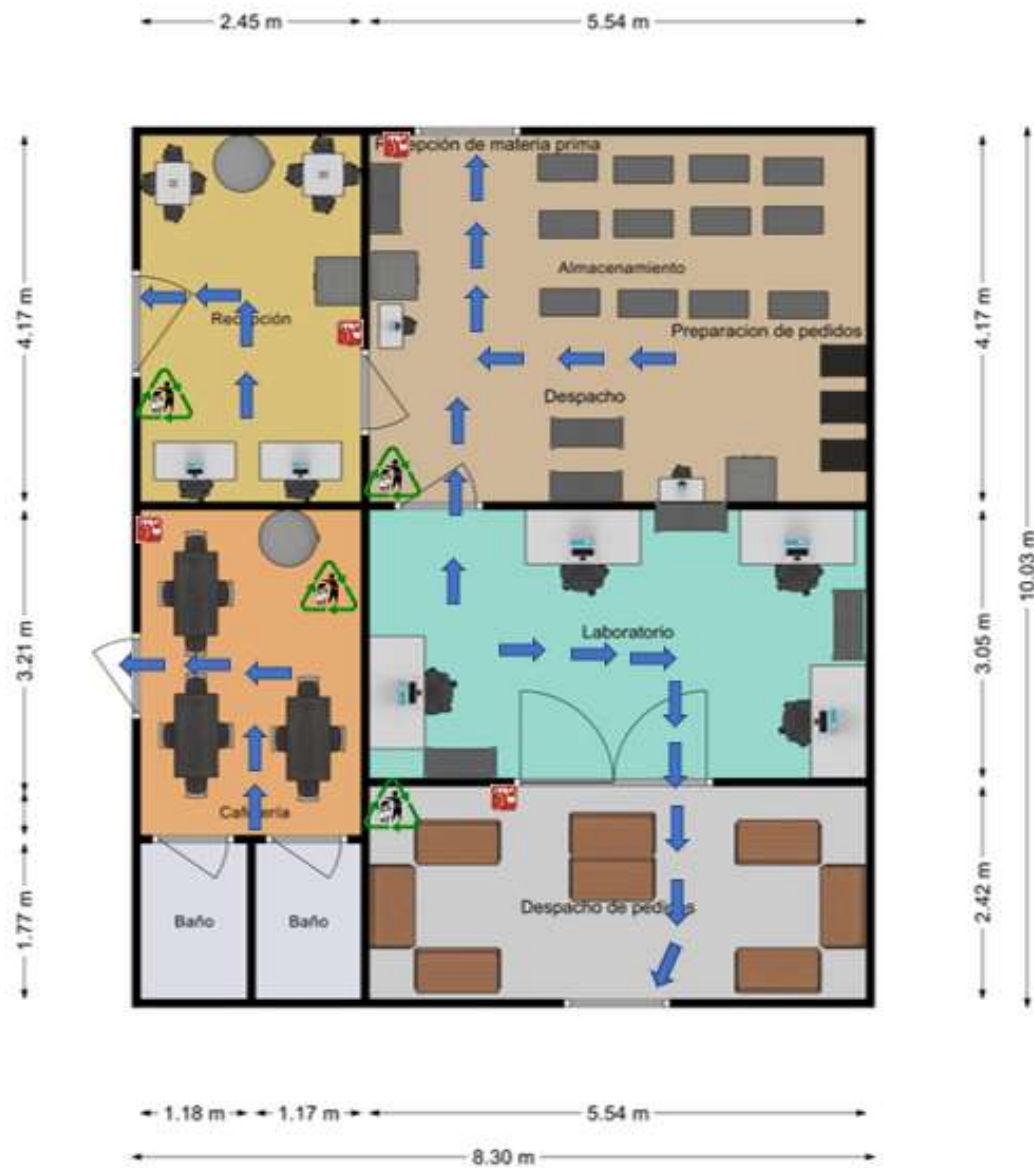 2.45 m
5.54 m
Recepción de materia prima
Almacenamiento
4.17 m
4.17 m
Recepción
Preparacion de pedidos
Despacho
10.03 m
3.21 m
Laboratorio
3.05 m
Cafetería
2.42 m
1.77 m
Baño
Baño
Despacho de pedidos
1.18 m
1.17 m
5.54 m
8.30 m